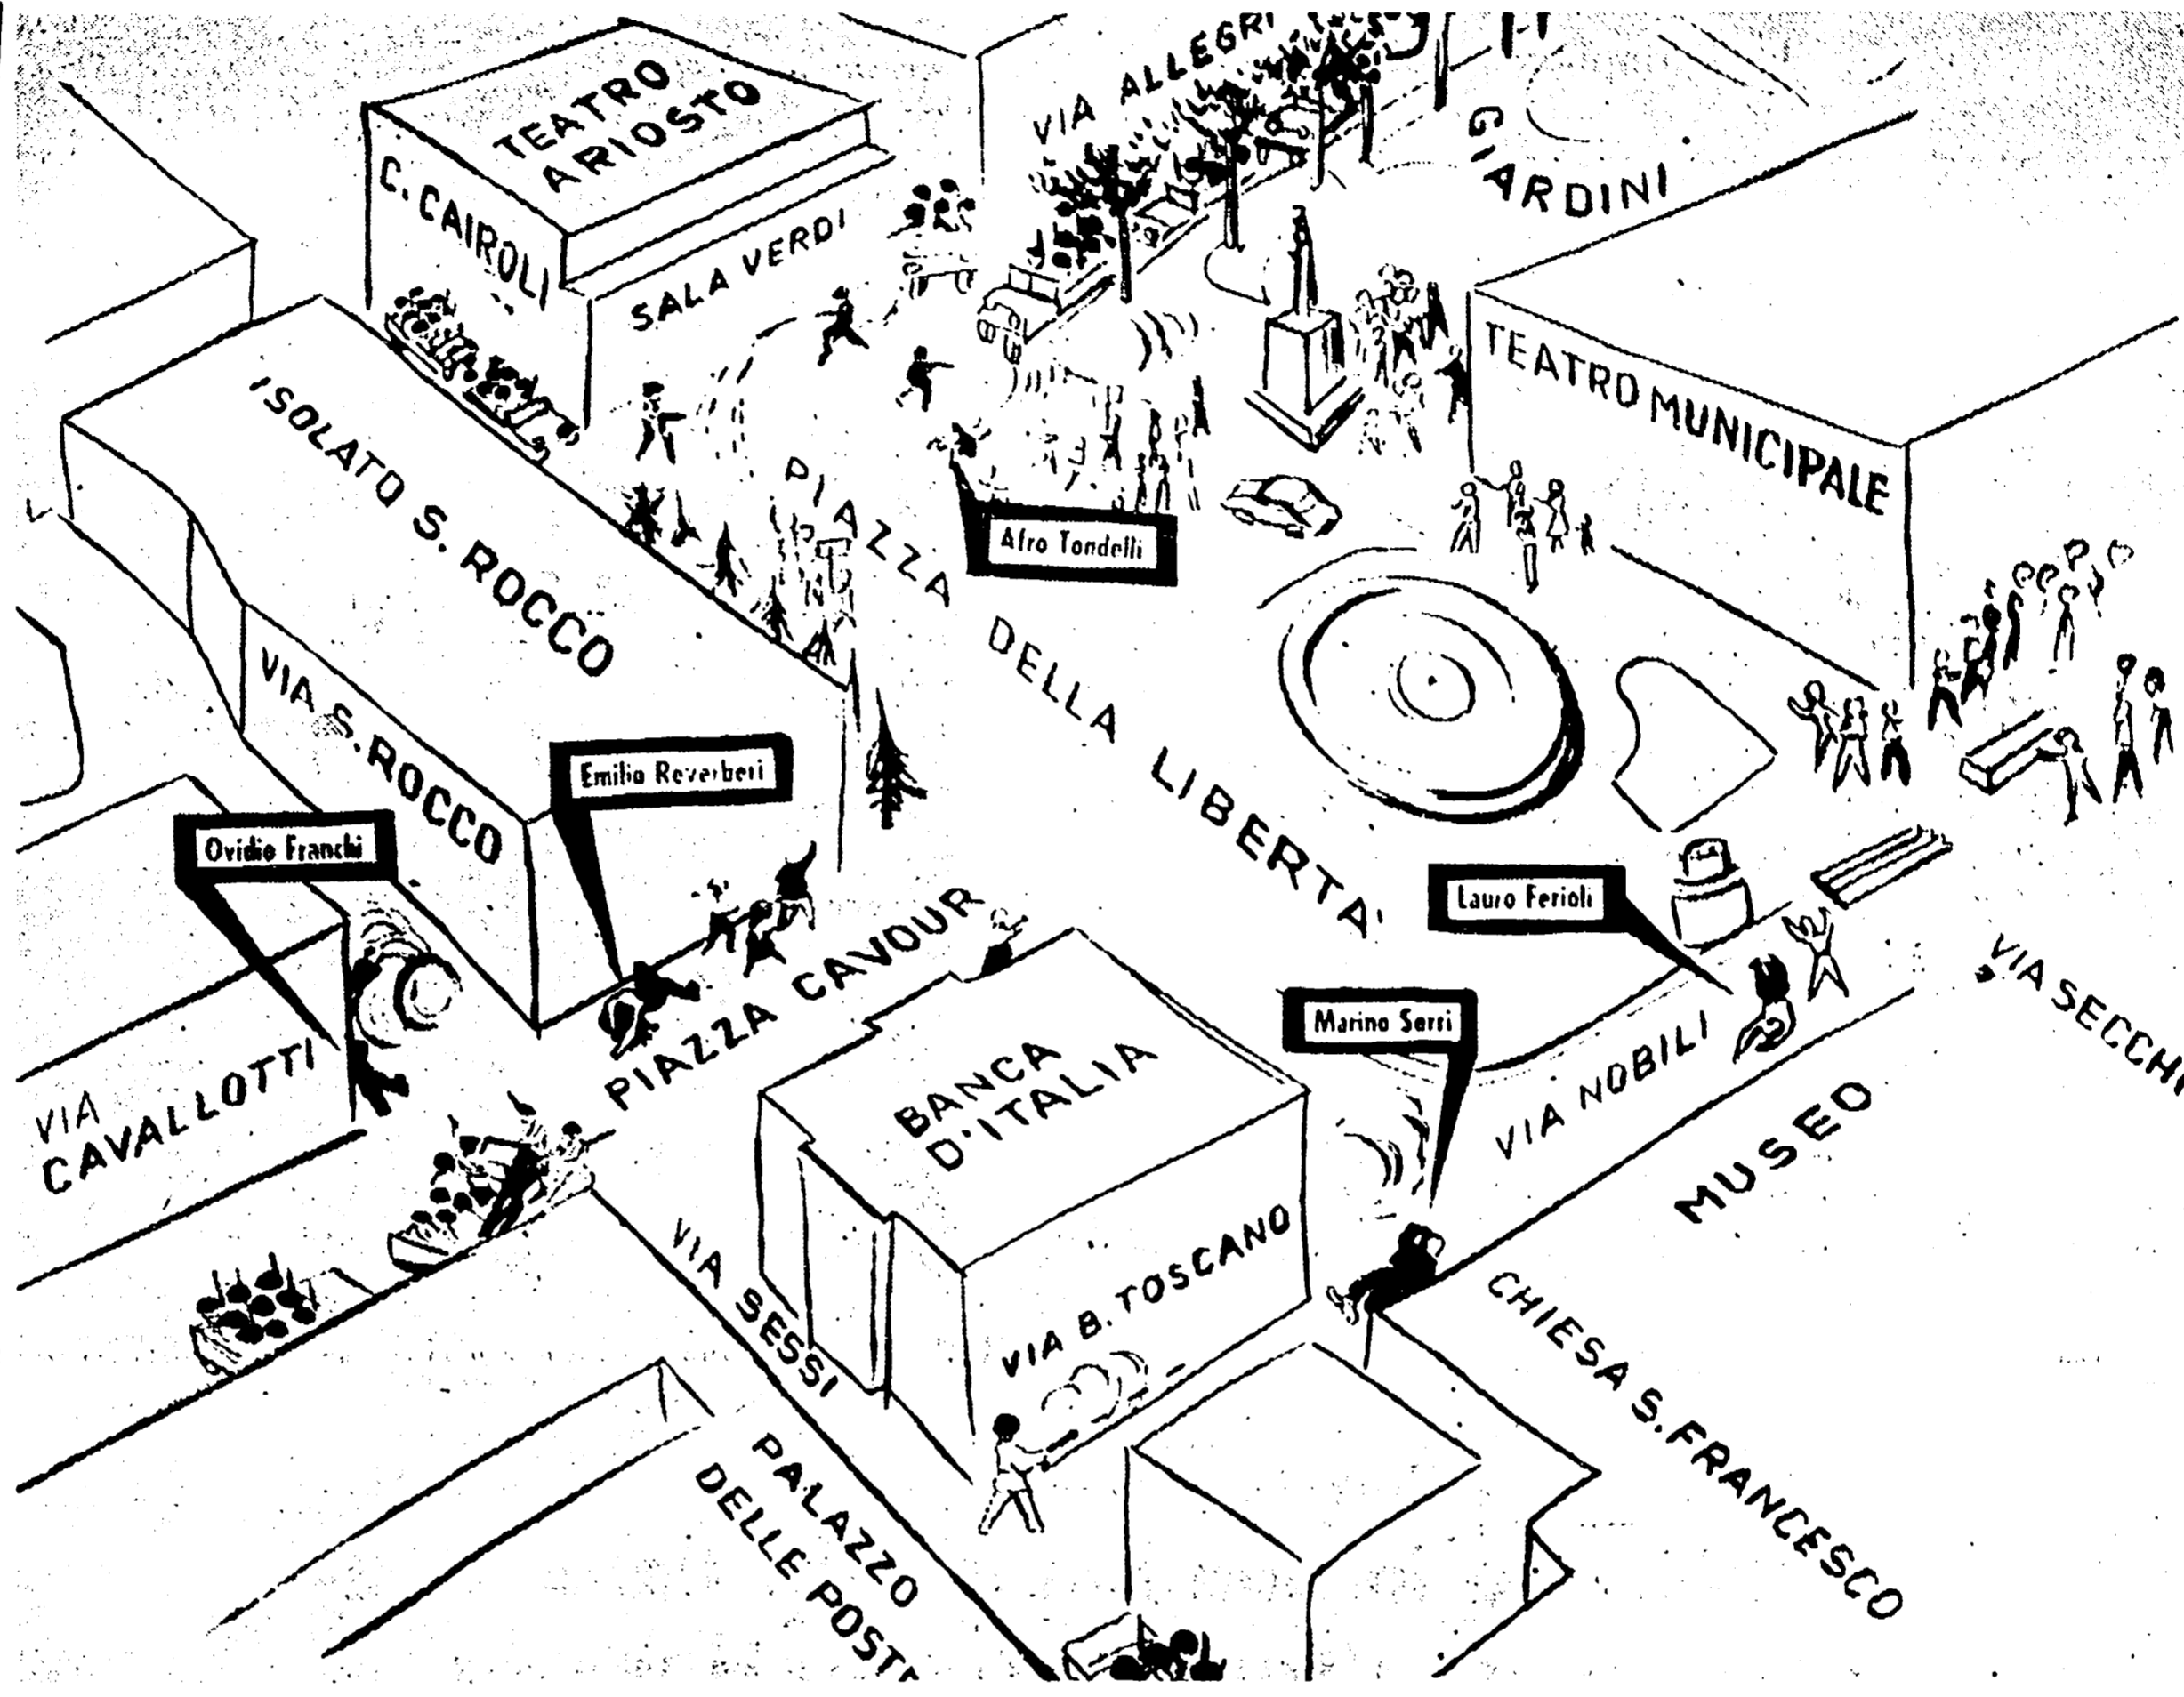 VIA ALLEGRI
TEATRO
ARIOSTO
C. CAIROLI
SALA VERDI
GIARDINI
TEATRO MUNICIPALE
ISOLATO S. ROCCO
PIAZZA DELLA LIBERTA'
Afro Tondelli
VIA S. ROCCO
Emilio Reverberi
Ovidio Franchi
Lauro Ferioli
PIAZZA CAVOUR
VIA SECCHI
Marino Serri
VIA
CAVALLOTTI
BANCA
D'ITALIA
VIA NOBILI
MUSEO
VIA SESSI
VIA B. TOSCANO
CHIESA S. FRANCESCO
PALAZZO
DELLE POSTE